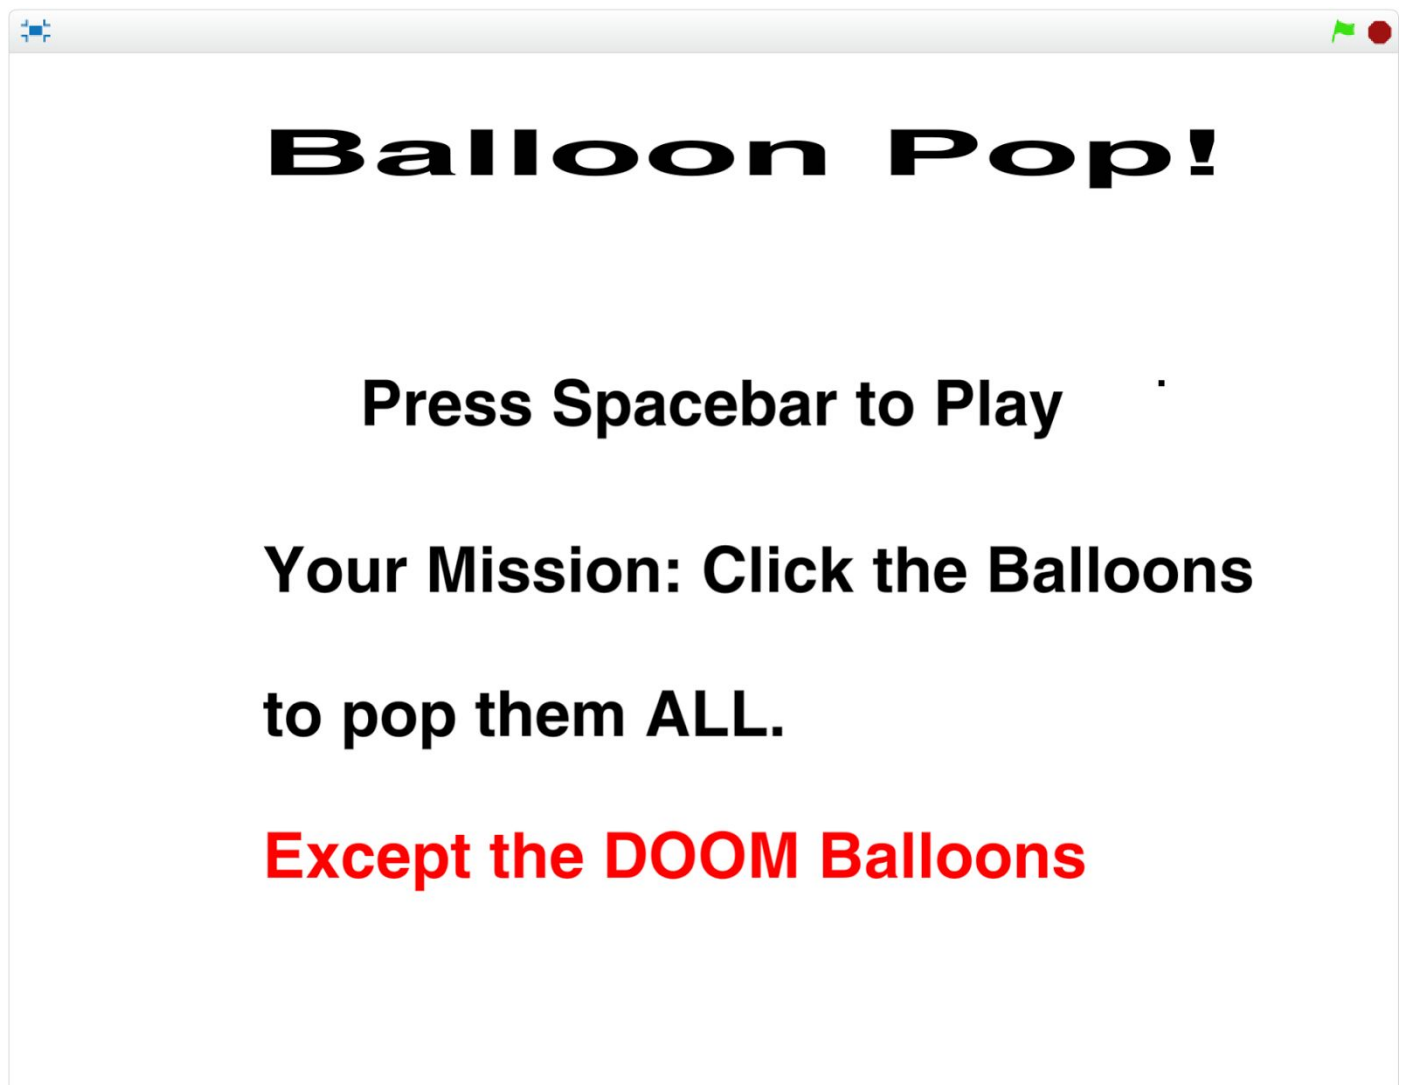 Balloon Pop!
Press Spacebar to Play
Your Mission: Click the Balloons
to pop them ALL.
Except the DOOM Balloons